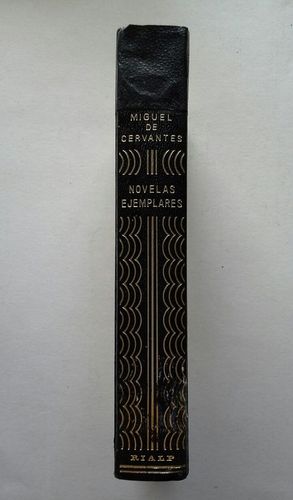 MIGUEL
DE
CERVANTES
NOVELAS
EJEMPLARES
RIALP